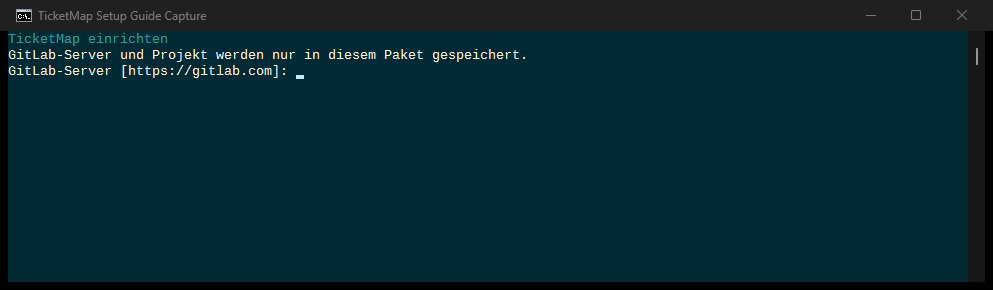 TicketMap Setup Guide Capture
TicketMap einrichten
GitLab-Server und Projekt werden nur in diesem Paket gespeichert.
GitLab-Server [https://gitlab.com]: